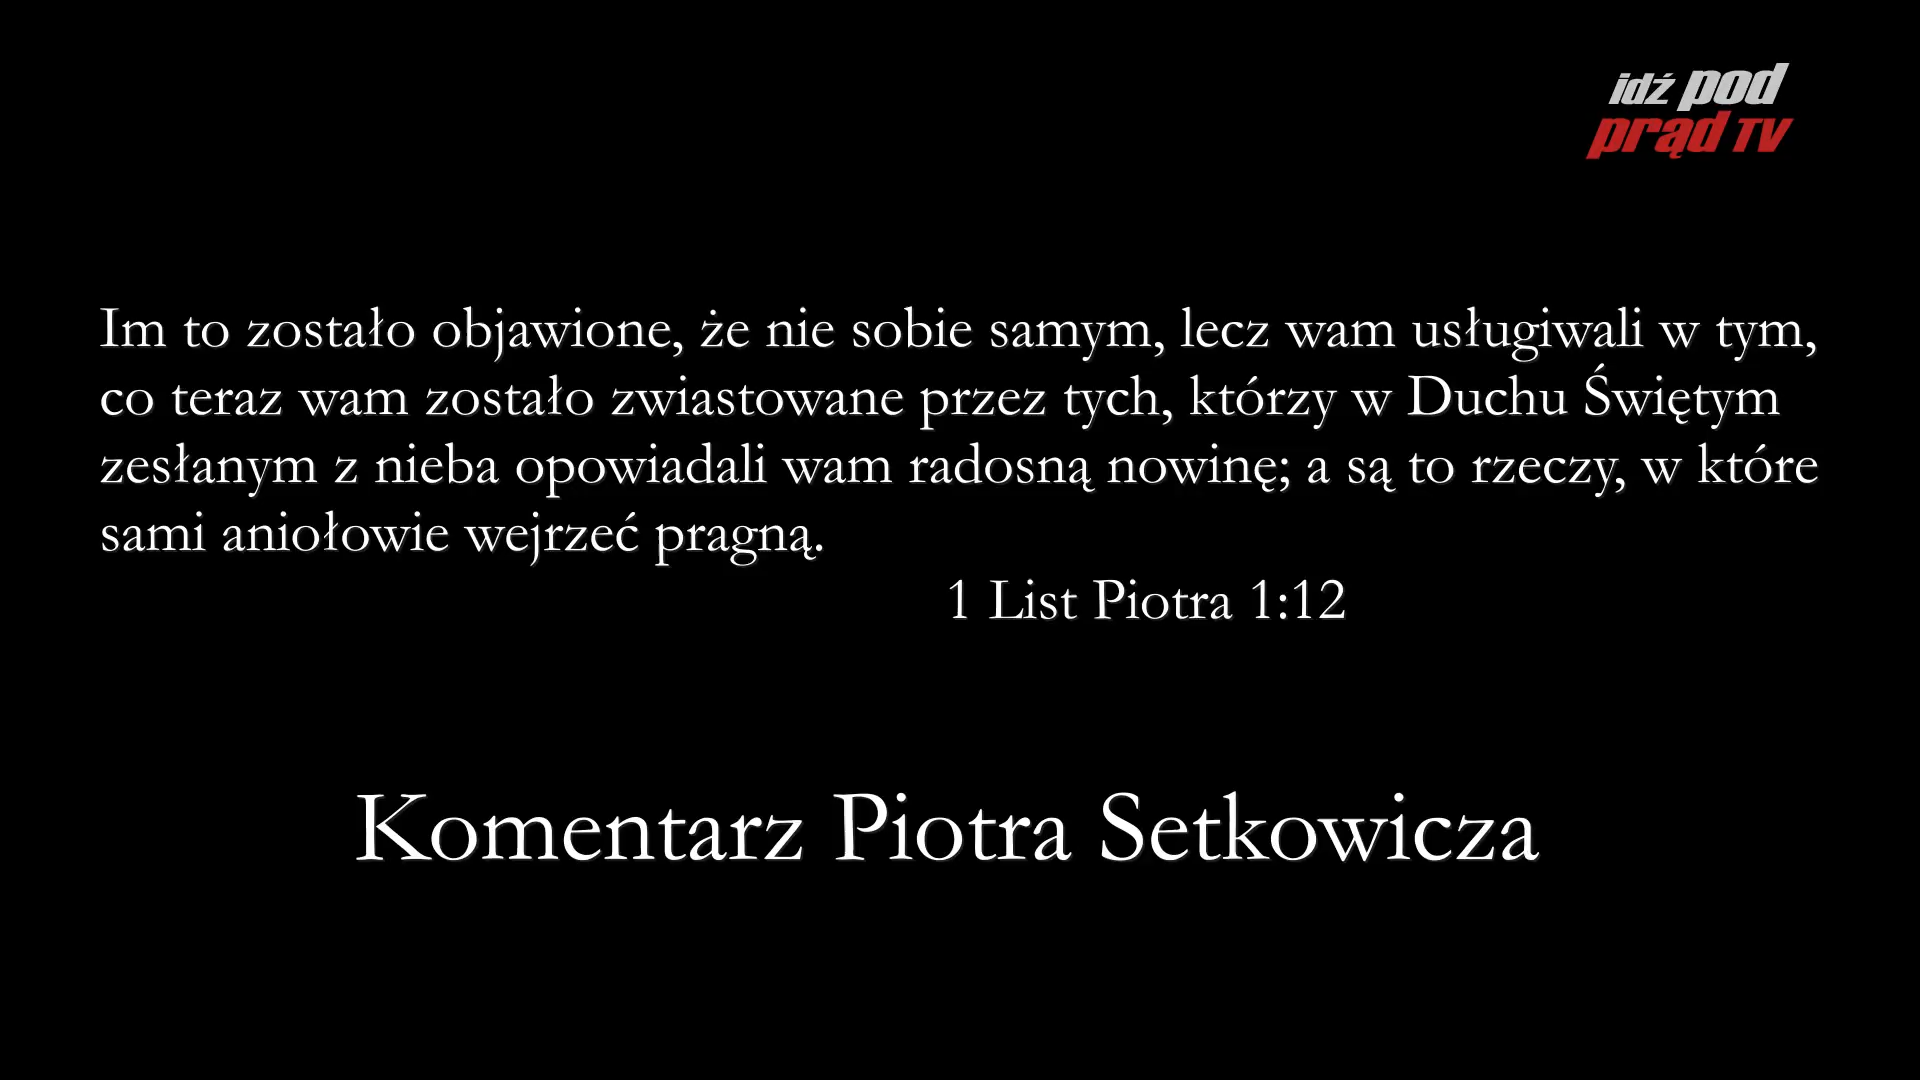 idź pod
prąd TV
Im to zostało objawione, że nie sobie samym, lecz wam usługiwali w tym,
co teraz wam zostało zwiastowane przez tych, którzy w Duchu Świętym
zesłanym z nieba opowiadali wam radosną nowinę; a są to rzeczy, w które
sami aniołowie wejrzeć pragną.
1 List Piotra 1:12
Komentarz Piotra Setkowicza